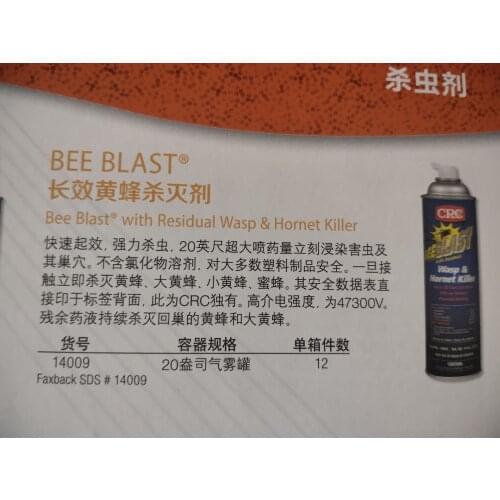 杀虫剂
BEE BLAST®
长效黄蜂杀灭剂
Bee Blast® with Residual Wasp & Hornet Killer
快速起效，强力杀虫，20英尺超大喷药量立刻浸染害虫及
其巢穴。不含氯化物溶剂，对大多数塑料制品安全。一旦接
触立即杀灭黄蜂、大黄蜂、小黄蜂、蜜蜂。其安全数据表直
接印于标签背面，此为CRC独有。高介电强度，为47300V。
残余药液持续杀灭回巢的黄蜂和大黄蜂。
货号 容器规格 单箱件数
14009 20盎司气雾罐 12
Faxback SDS # 14009
CRC
BEE BLAST
Wasp &
Hornet Killer